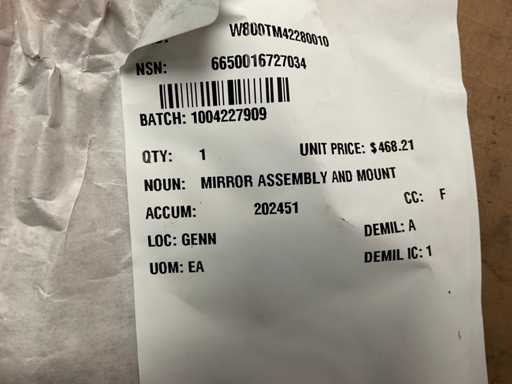 W800TM42280010
NSN: 6650016727034
BATCH: 1004227909
QTY: 1 UNIT PRICE: $468.21
NOUN: MIRROR ASSEMBLY AND MOUNT
CC: F
ACCUM: 202451
DEMIL: A
LOC: GENN
DEMIL IC: 1
UOM: EA